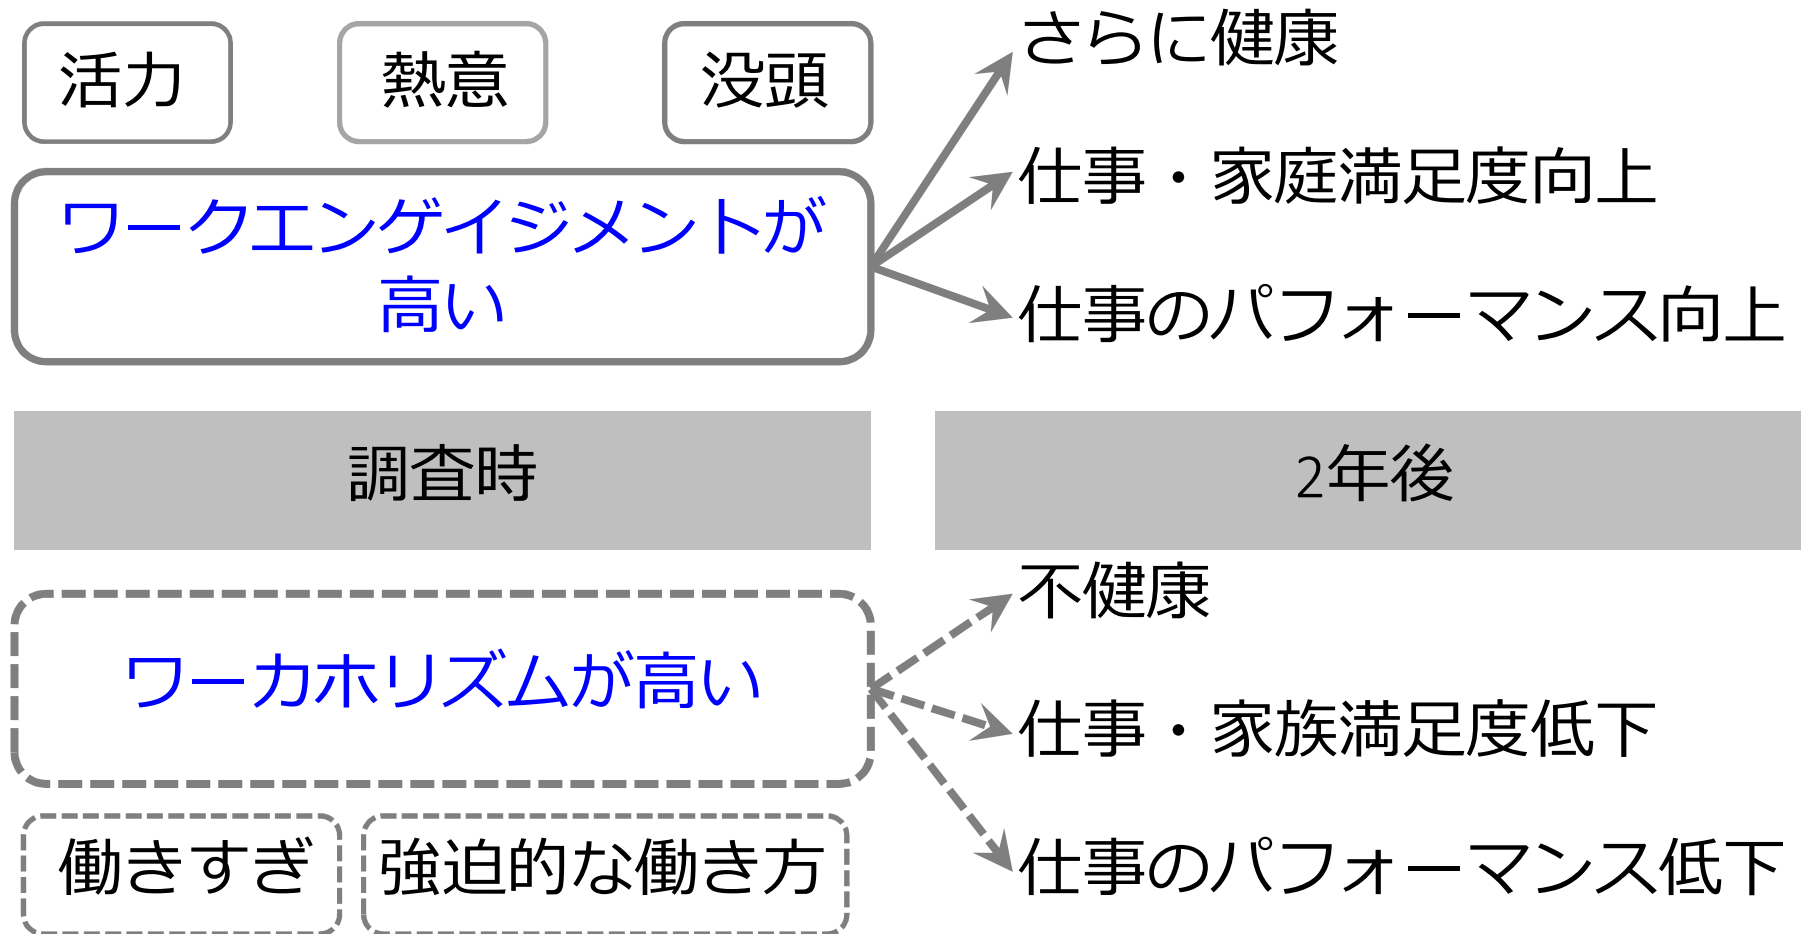 活力
熱意
没頭
ワークエンゲイジメントが
高い
さらに健康
仕事・家庭満足度向上
仕事のパフォーマンス向上
調査時
2年後
ワーカホリズムが高い
不健康
仕事・家族満足度低下
仕事のパフォーマンス低下
働きすぎ
強迫的な働き方